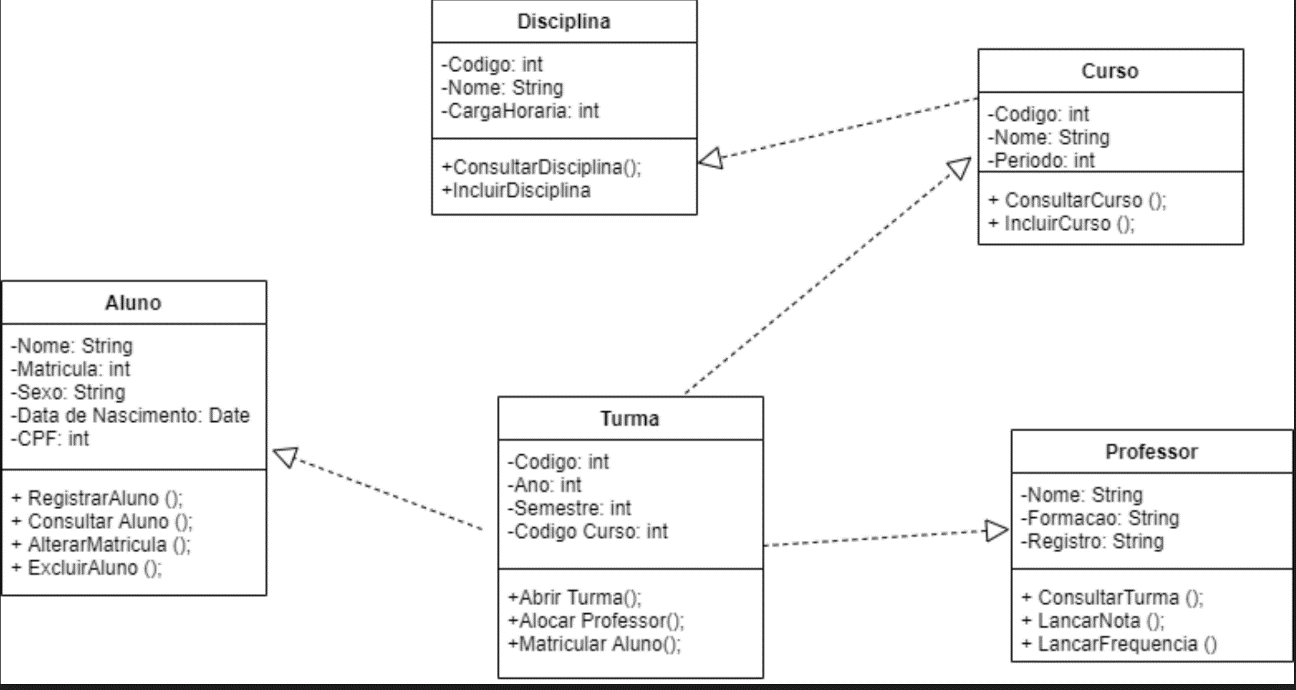 Disciplina
-Codigo: int
-Nome: String
-CargaHoraria: int
+ConsultarDisciplina();
+IncluirDisciplina
Curso
-Codigo: int
-Nome: String
-Periodo: int
+ ConsultarCurso ();
+ IncluirCurso ();
Aluno
-Nome: String
-Matricula: int
-Sexo: String
-Data de Nascimento: Date
-CPF: int
+ RegistrarAluno ();
+ Consultar Aluno ();
+ AlterarMatricula ();
+ ExcluirAluno ();
Turma
-Codigo: int
-Ano: int
-Semestre: int
-Codigo Curso: int
+Abrir Turma();
+Alocar Professor();
+Matricular Aluno();
Professor
-Nome: String
-Formacao: String
-Registro: String
+ ConsultarTurma ();
+ LancarNota ();
+ LancarFrequencia ()